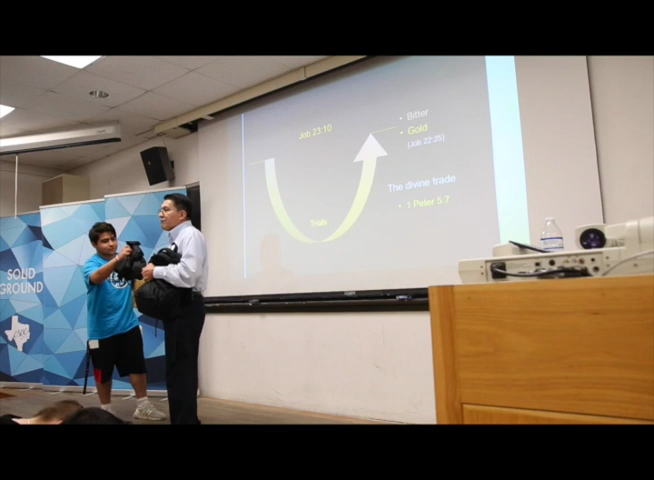 Job 23:10
• Bitter
• Gold
(Job 22:25)
The divine trade
• 1 Peter 5:7
Trials
SOLID
GROUND